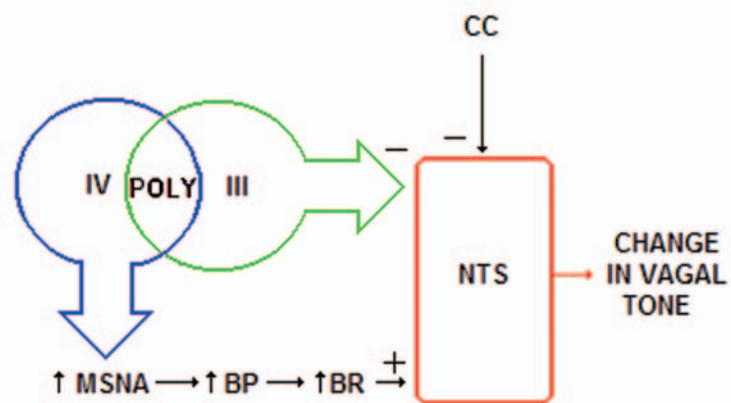 CC
−
−
IV POLY III
NTS
CHANGE
IN VAGAL
TONE
+
↑ MSNA → ↑ BP → ↑ BR →